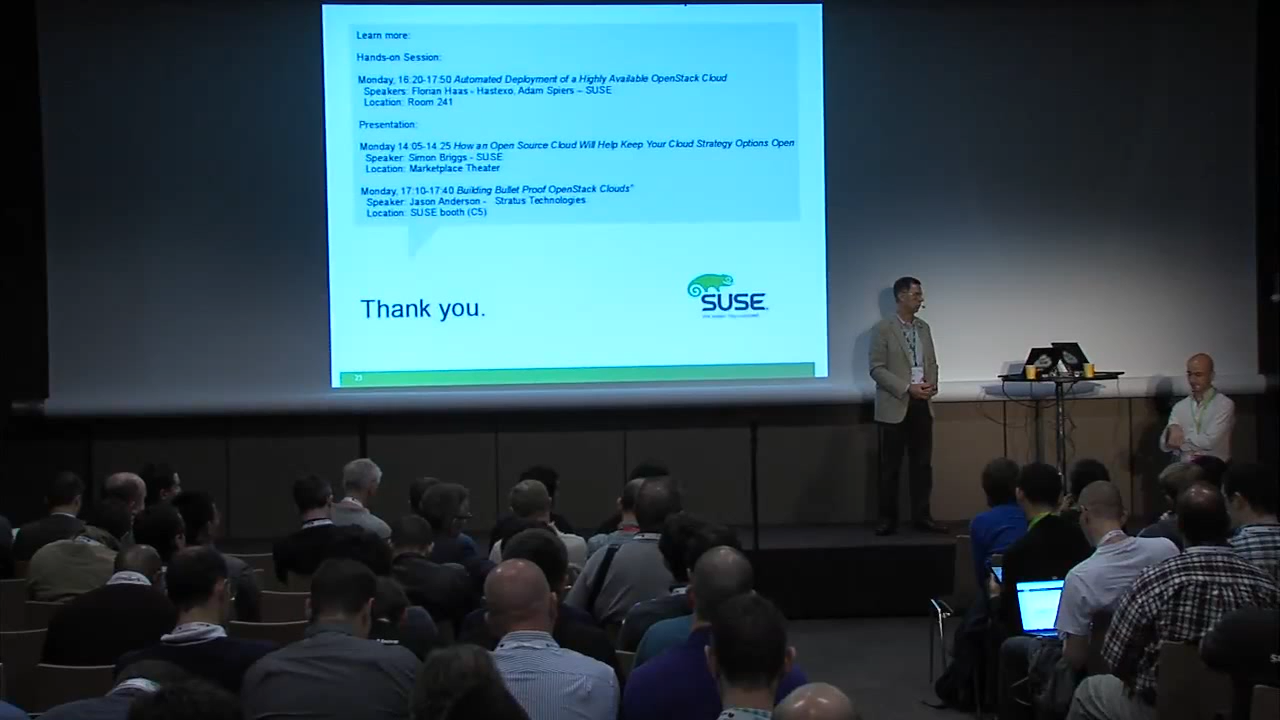 Learn more:
Hands-on Session:
Monday, 16:20-17:50 Automated Deployment of a Highly Available OpenStack Cloud
Speakers: Florian Haas - Hastexo, Adam Spiers – SUSE
Location: Room 241
Presentation:
Monday 14:05-14.25 How an Open Source Cloud Will Help Keep Your Cloud Strategy Options Open
Speaker: Simon Briggs - SUSE
Location: Marketplace Theater
Monday, 17:10-17:40 Building Bullet Proof OpenStack Clouds"
Speaker: Jason Anderson - Stratus Technologies
Location: SUSE booth (C5)
Thank you.
SUSE